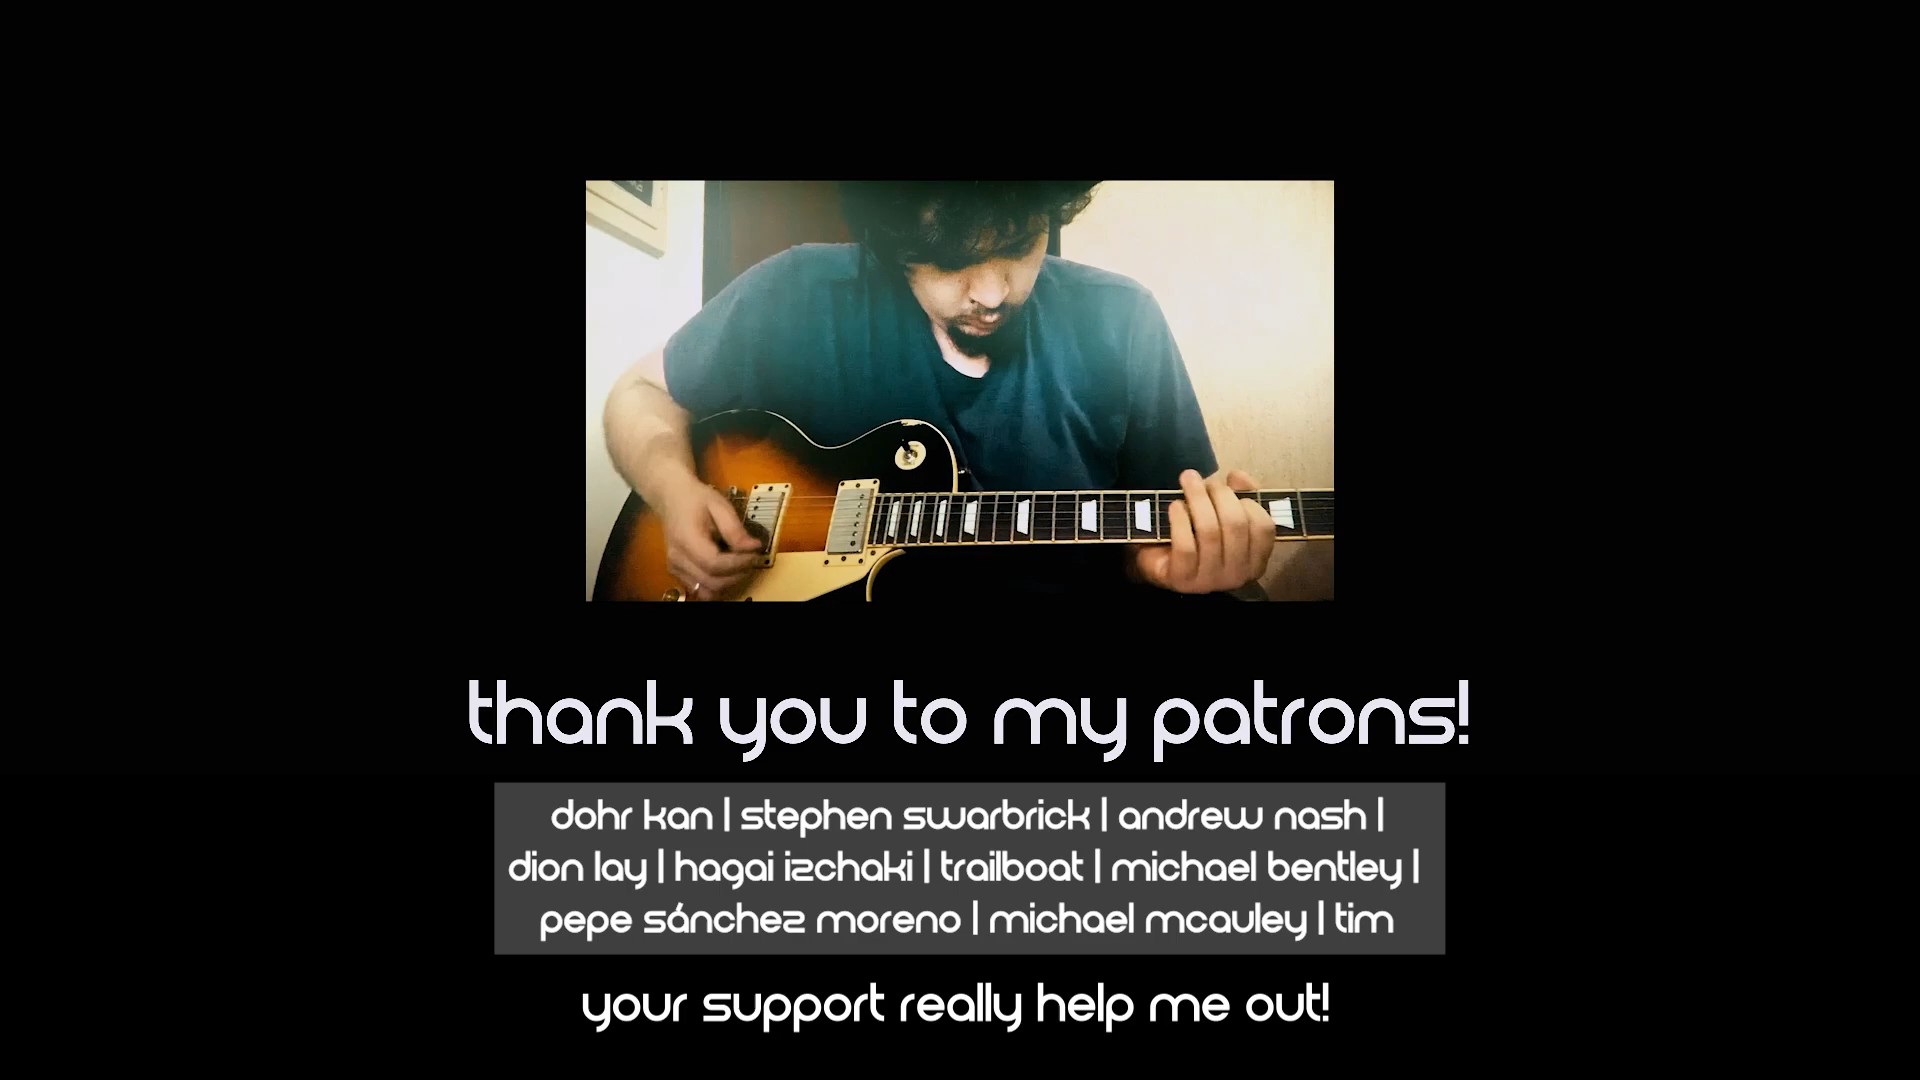 thank you to my patrons!
dohr kan | stephen swarbrick | andrew nash |
dion lay | hagai izchaki | trailboat | michael bentley |
pepe sánchez moreno | michael mcauley | tim
your support really help me out!